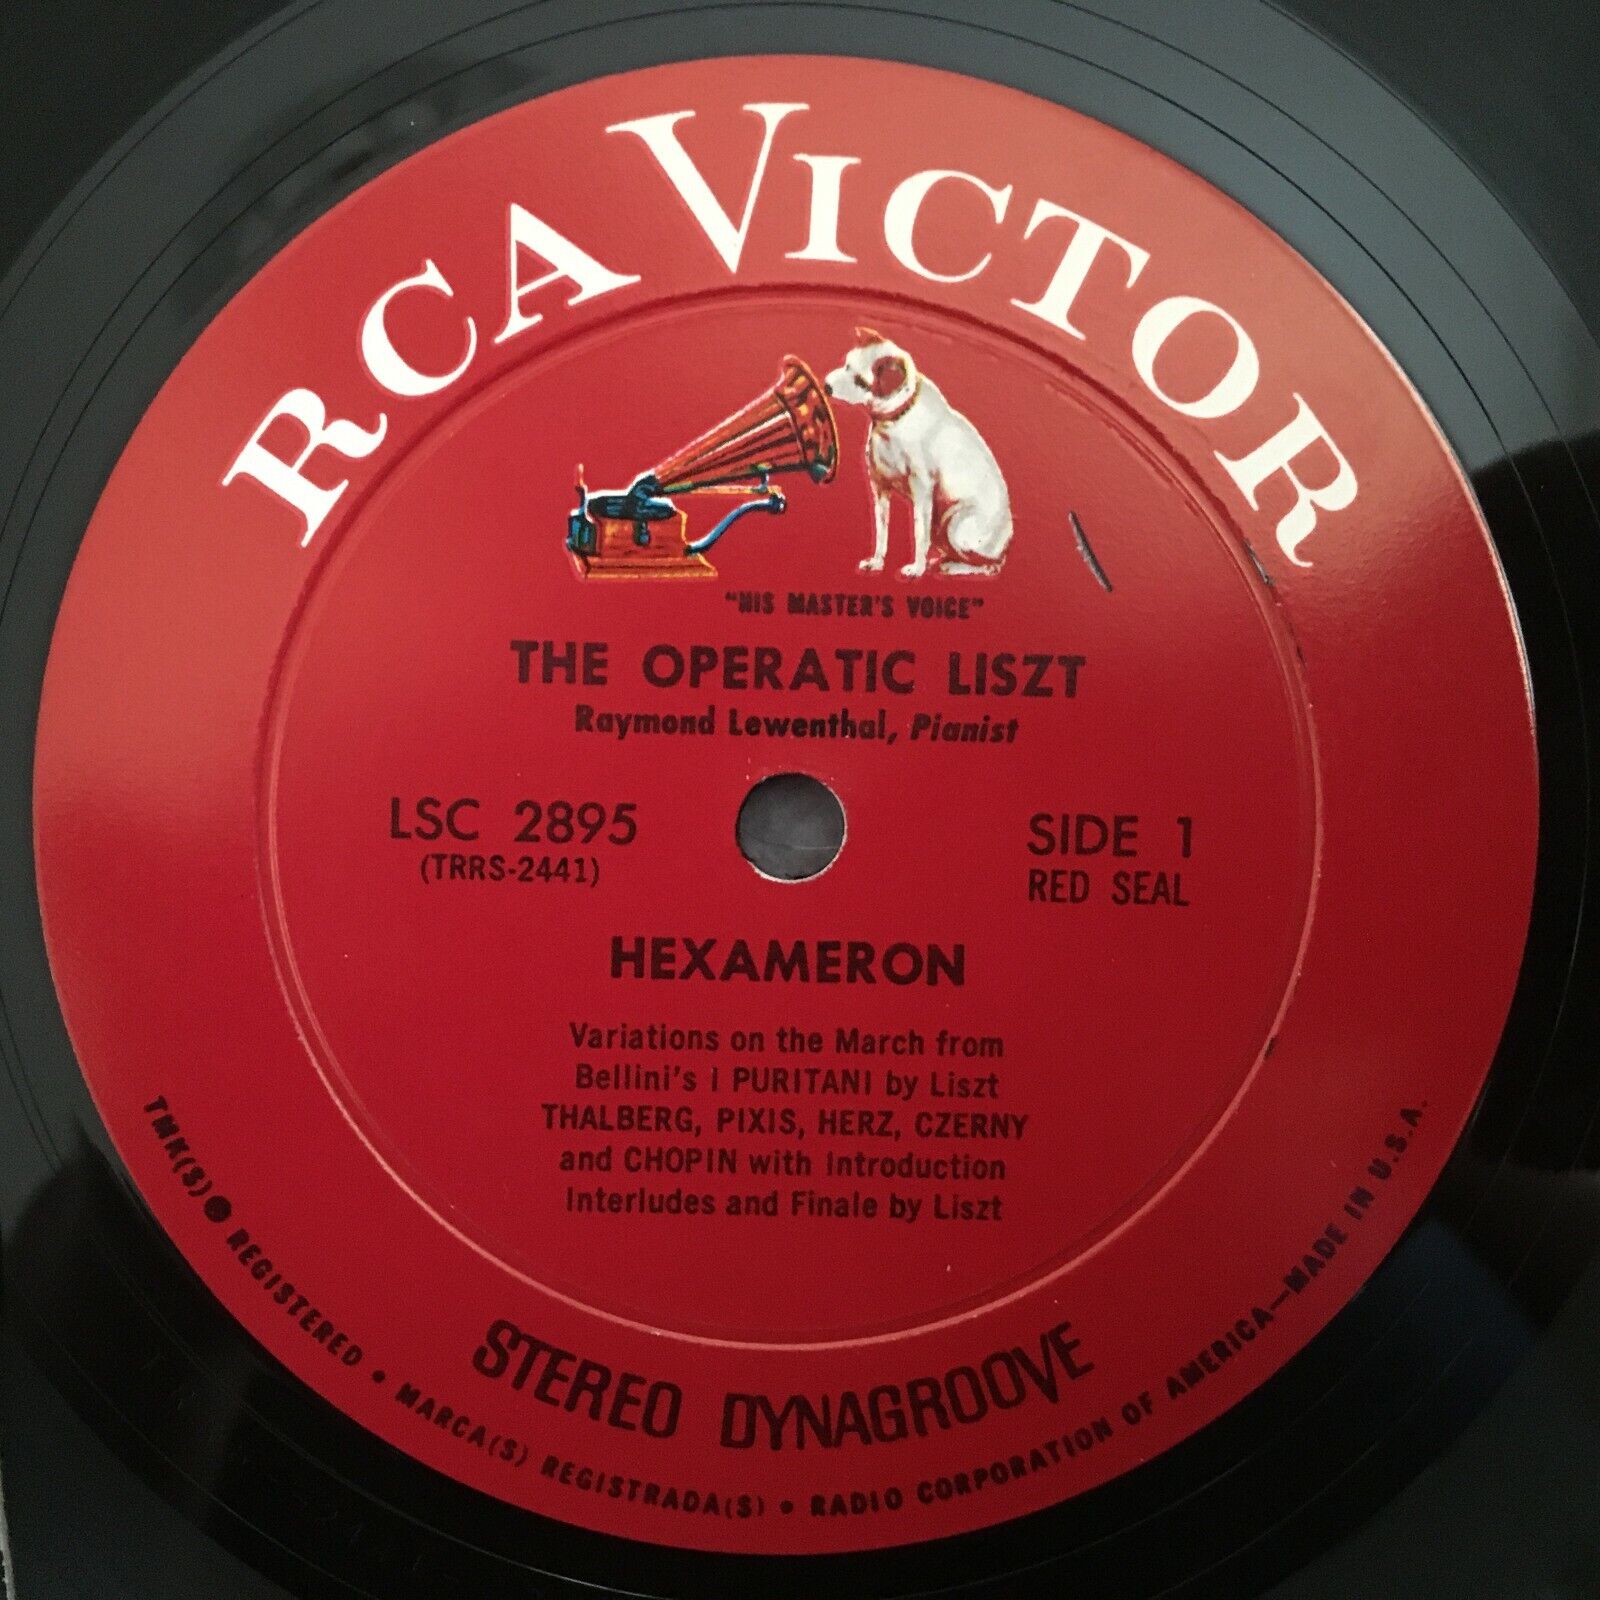 RCA VICTOR
"HIS MASTER'S VOICE"
THE OPERATIC LISZT
Raymond Lewenthal, Pianist
LSC 2895
(TRRS-2441)
SIDE 1
RED SEAL
HEXAMERON
Variations on the March from
Bellini's I PURITANI by Liszt
THALBERG, PIXIS, HERZ, CZERNY
and CHOPIN with Introduction
Interludes and Finale by Liszt
STEREO DYNAGROOVE
TMK(S) ® REGISTERED • MARCA(S) REGISTRADA(S) • RADIO CORPORATION OF AMERICA—MADE IN U.S.A.